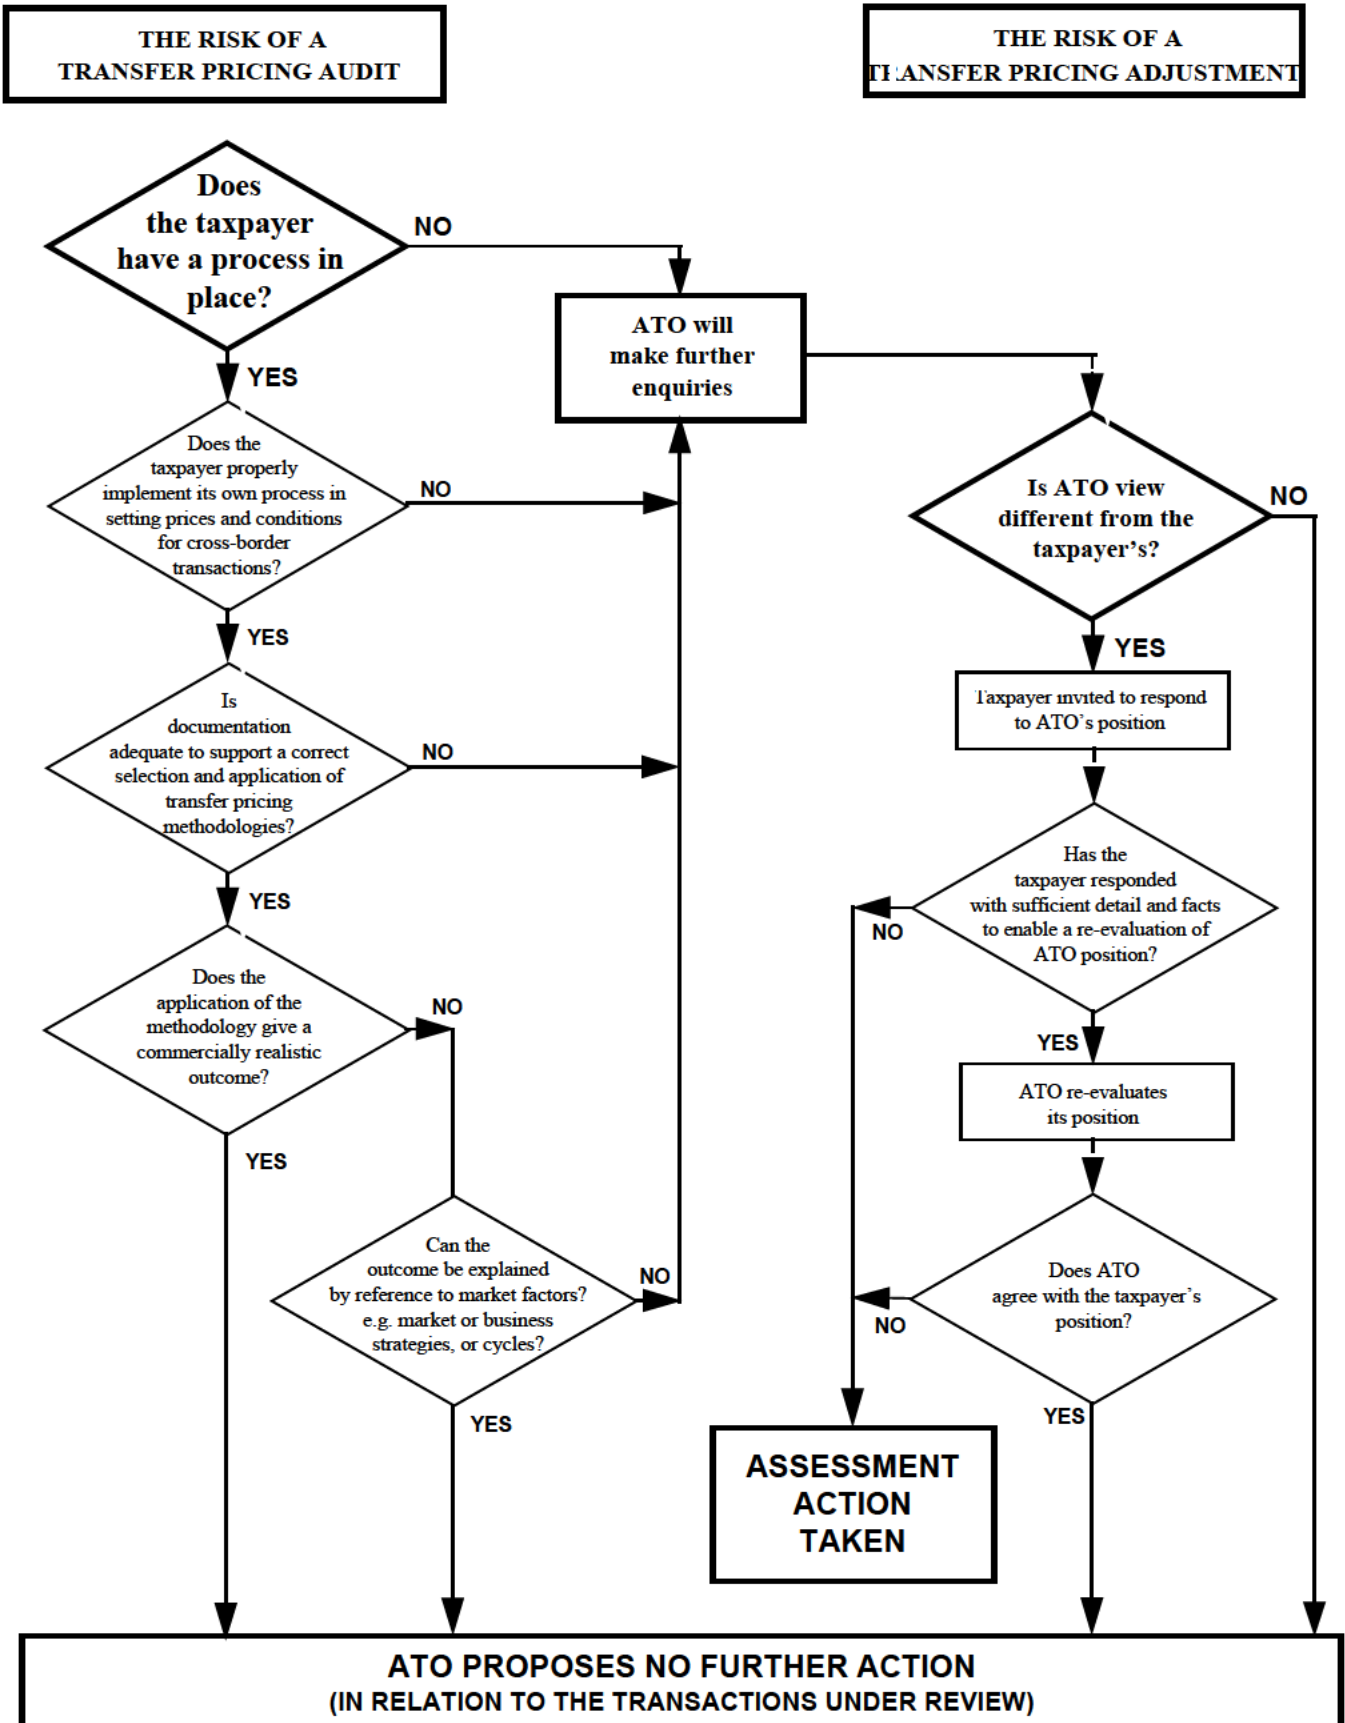 THE RISK OF A
TRANSFER PRICING AUDIT
THE RISK OF A
TRANSFER PRICING ADJUSTMENT
Does
the taxpayer
have a process in
place?
NO
YES
ATO will
make further
enquiries
Does the
taxpayer properly
implement its own process in
setting prices and conditions
for cross-border
transactions?
NO
YES
Is
documentation
adequate to support a correct
selection and application of
transfer pricing
methodologies?
NO
YES
Does the
application of the
methodology give a
commercially realistic
outcome?
NO
YES
Can the
outcome be explained
by reference to market factors?
e.g. market or business
strategies, or cycles?
NO
YES
Is ATO view
different from the
taxpayer's?
NO
YES
Taxpayer invited to respond
to ATO's position
Has the
taxpayer responded
with sufficient detail and facts
to enable a re-evaluation of
ATO position?
NO
YES
ATO re-evaluates
its position
Does ATO
agree with the taxpayer's
position?
NO
YES
ASSESSMENT
ACTION
TAKEN
ATO PROPOSES NO FURTHER ACTION
(IN RELATION TO THE TRANSACTIONS UNDER REVIEW)